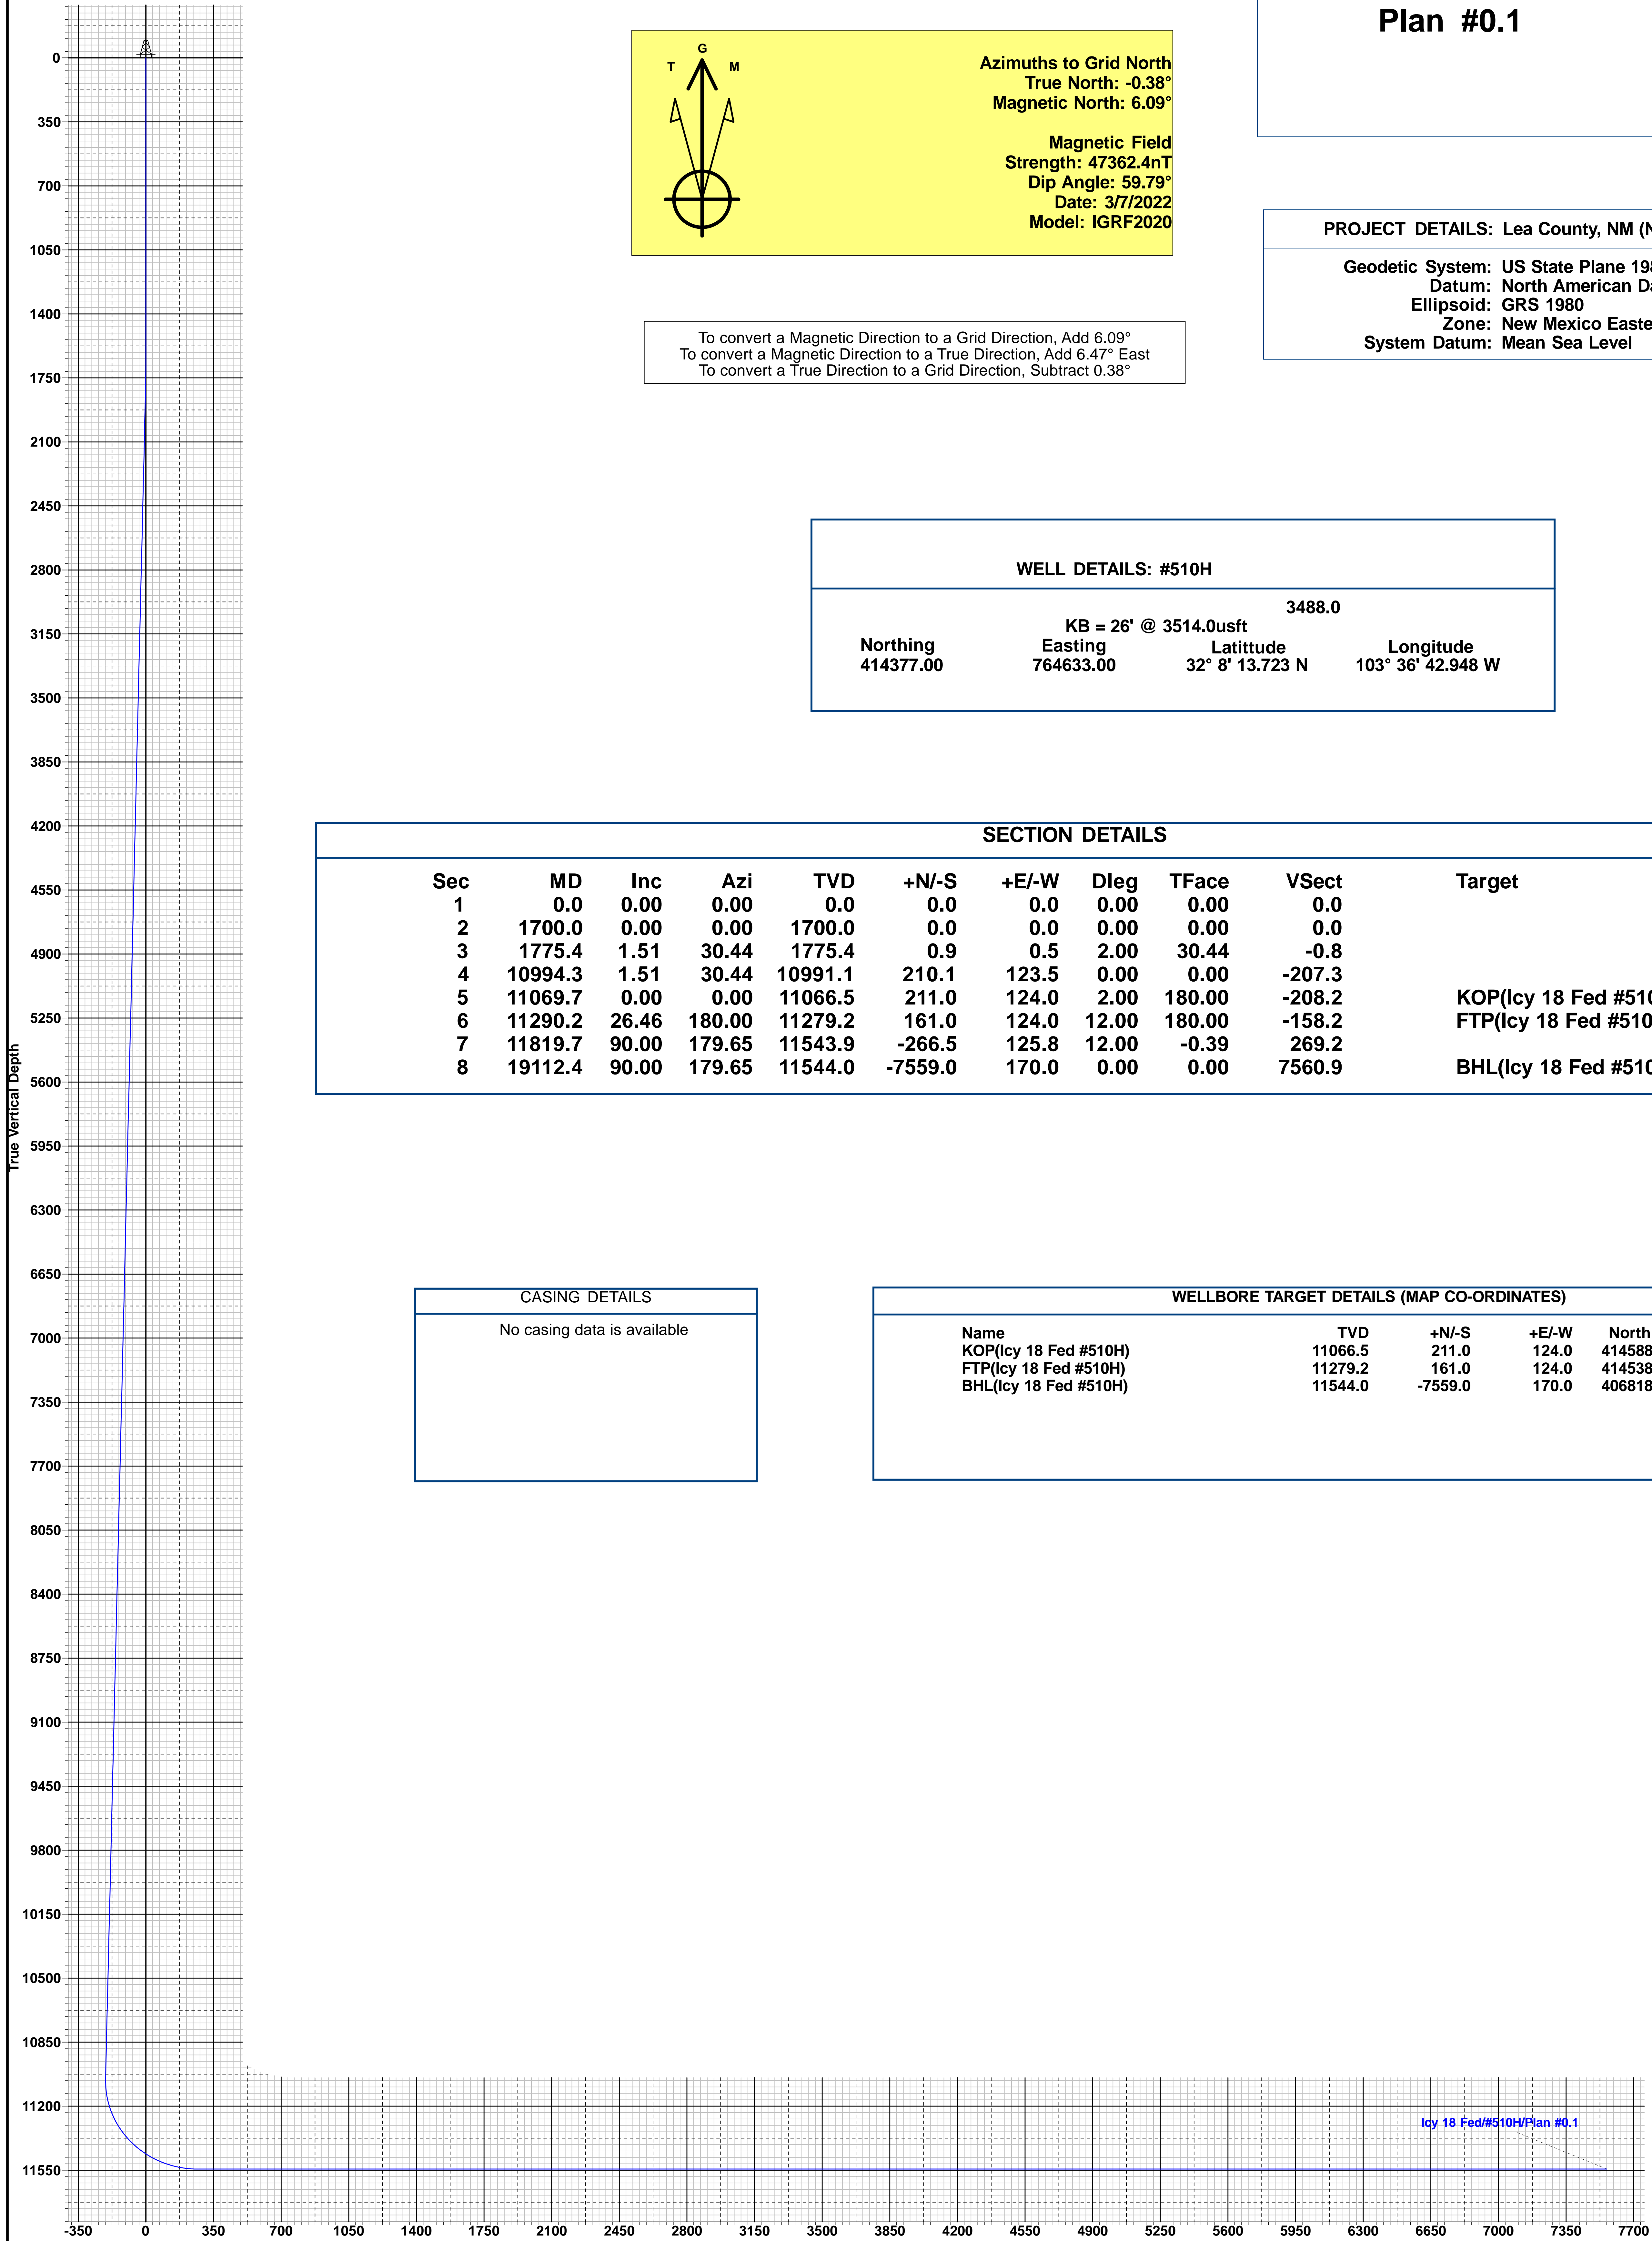 Plan #0.1
G
T M
Azimuths to Grid North
True North: -0.38°
Magnetic North: 6.09°
Magnetic Field
Strength: 47362.4nT
Dip Angle: 59.79°
Date: 3/7/2022
Model: IGRF2020
To convert a Magnetic Direction to a Grid Direction, Add 6.09°
To convert a Magnetic Direction to a True Direction, Add 6.47° East
To convert a True Direction to a Grid Direction, Subtract 0.38°
PROJECT DETAILS: Lea County, NM
Geodetic System: US State Plane
Datum: North American
Ellipsoid: GRS 1980
Zone: New Mexico
System Datum: Mean Sea Level
WELL DETAILS: #510H
3488.0
KB = 26' @ 3514.0usft
Northing Easting Latittude Longitude
414377.00 764633.00 32° 8' 13.723 N 103° 36' 42.948 W
SECTION DETAILS
Sec MD Inc Azi TVD +N/-S +E/-W Dleg TFace VSect Target
1 0.0 0.00 0.00 0.0 0.0 0.0 0.00 0.00 0.0
2 1700.0 0.00 0.00 1700.0 0.0 0.0 0.00 0.00 0.0
3 1775.4 1.51 30.44 1775.4 0.9 0.5 2.00 30.44 -0.8
4 10994.3 1.51 30.44 10991.1 210.1 123.5 0.00 0.00 -207.3
5 11069.7 0.00 0.00 11066.5 211.0 124.0 2.00 180.00 -208.2 KOP(Icy 18 Fed
6 11290.2 26.46 180.00 11279.2 161.0 124.0 12.00 180.00 -158.2 FTP(Icy 18 Fed
7 11819.7 90.00 179.65 11543.9 -266.5 125.8 12.00 -0.39 269.2
8 19112.4 90.00 179.65 11544.0 -7559.0 170.0 0.00 0.00 7560.9 BHL(Icy 18 Fed
CASING DETAILS
No casing data is available
WELLBORE TARGET DETAILS (MAP CO-ORDINATES)
Name TVD +N/-S +E/-W
KOP(Icy 18 Fed #510H) 11066.5 211.0 124.0 414588
FTP(Icy 18 Fed #510H) 11279.2 161.0 124.0 414538
BHL(Icy 18 Fed #510H) 11544.0 -7559.0 170.0 406818
True Vertical Depth
0
350
700
1050
1400
1750
2100
2450
2800
3150
3500
3850
4200
4550
4900
5250
5600
5950
6300
6650
7000
7350
7700
8050
8400
8750
9100
9450
9800
10150
10500
10850
11200
11550
Icy 18 Fed/#510H/Plan #0.1
-350 0 350 700 1050 1400 1750 2100 2450 2800 3150 3500 3850 4200 4550 4900 5250 5600 5950 6300 6650 7000 7350 7700